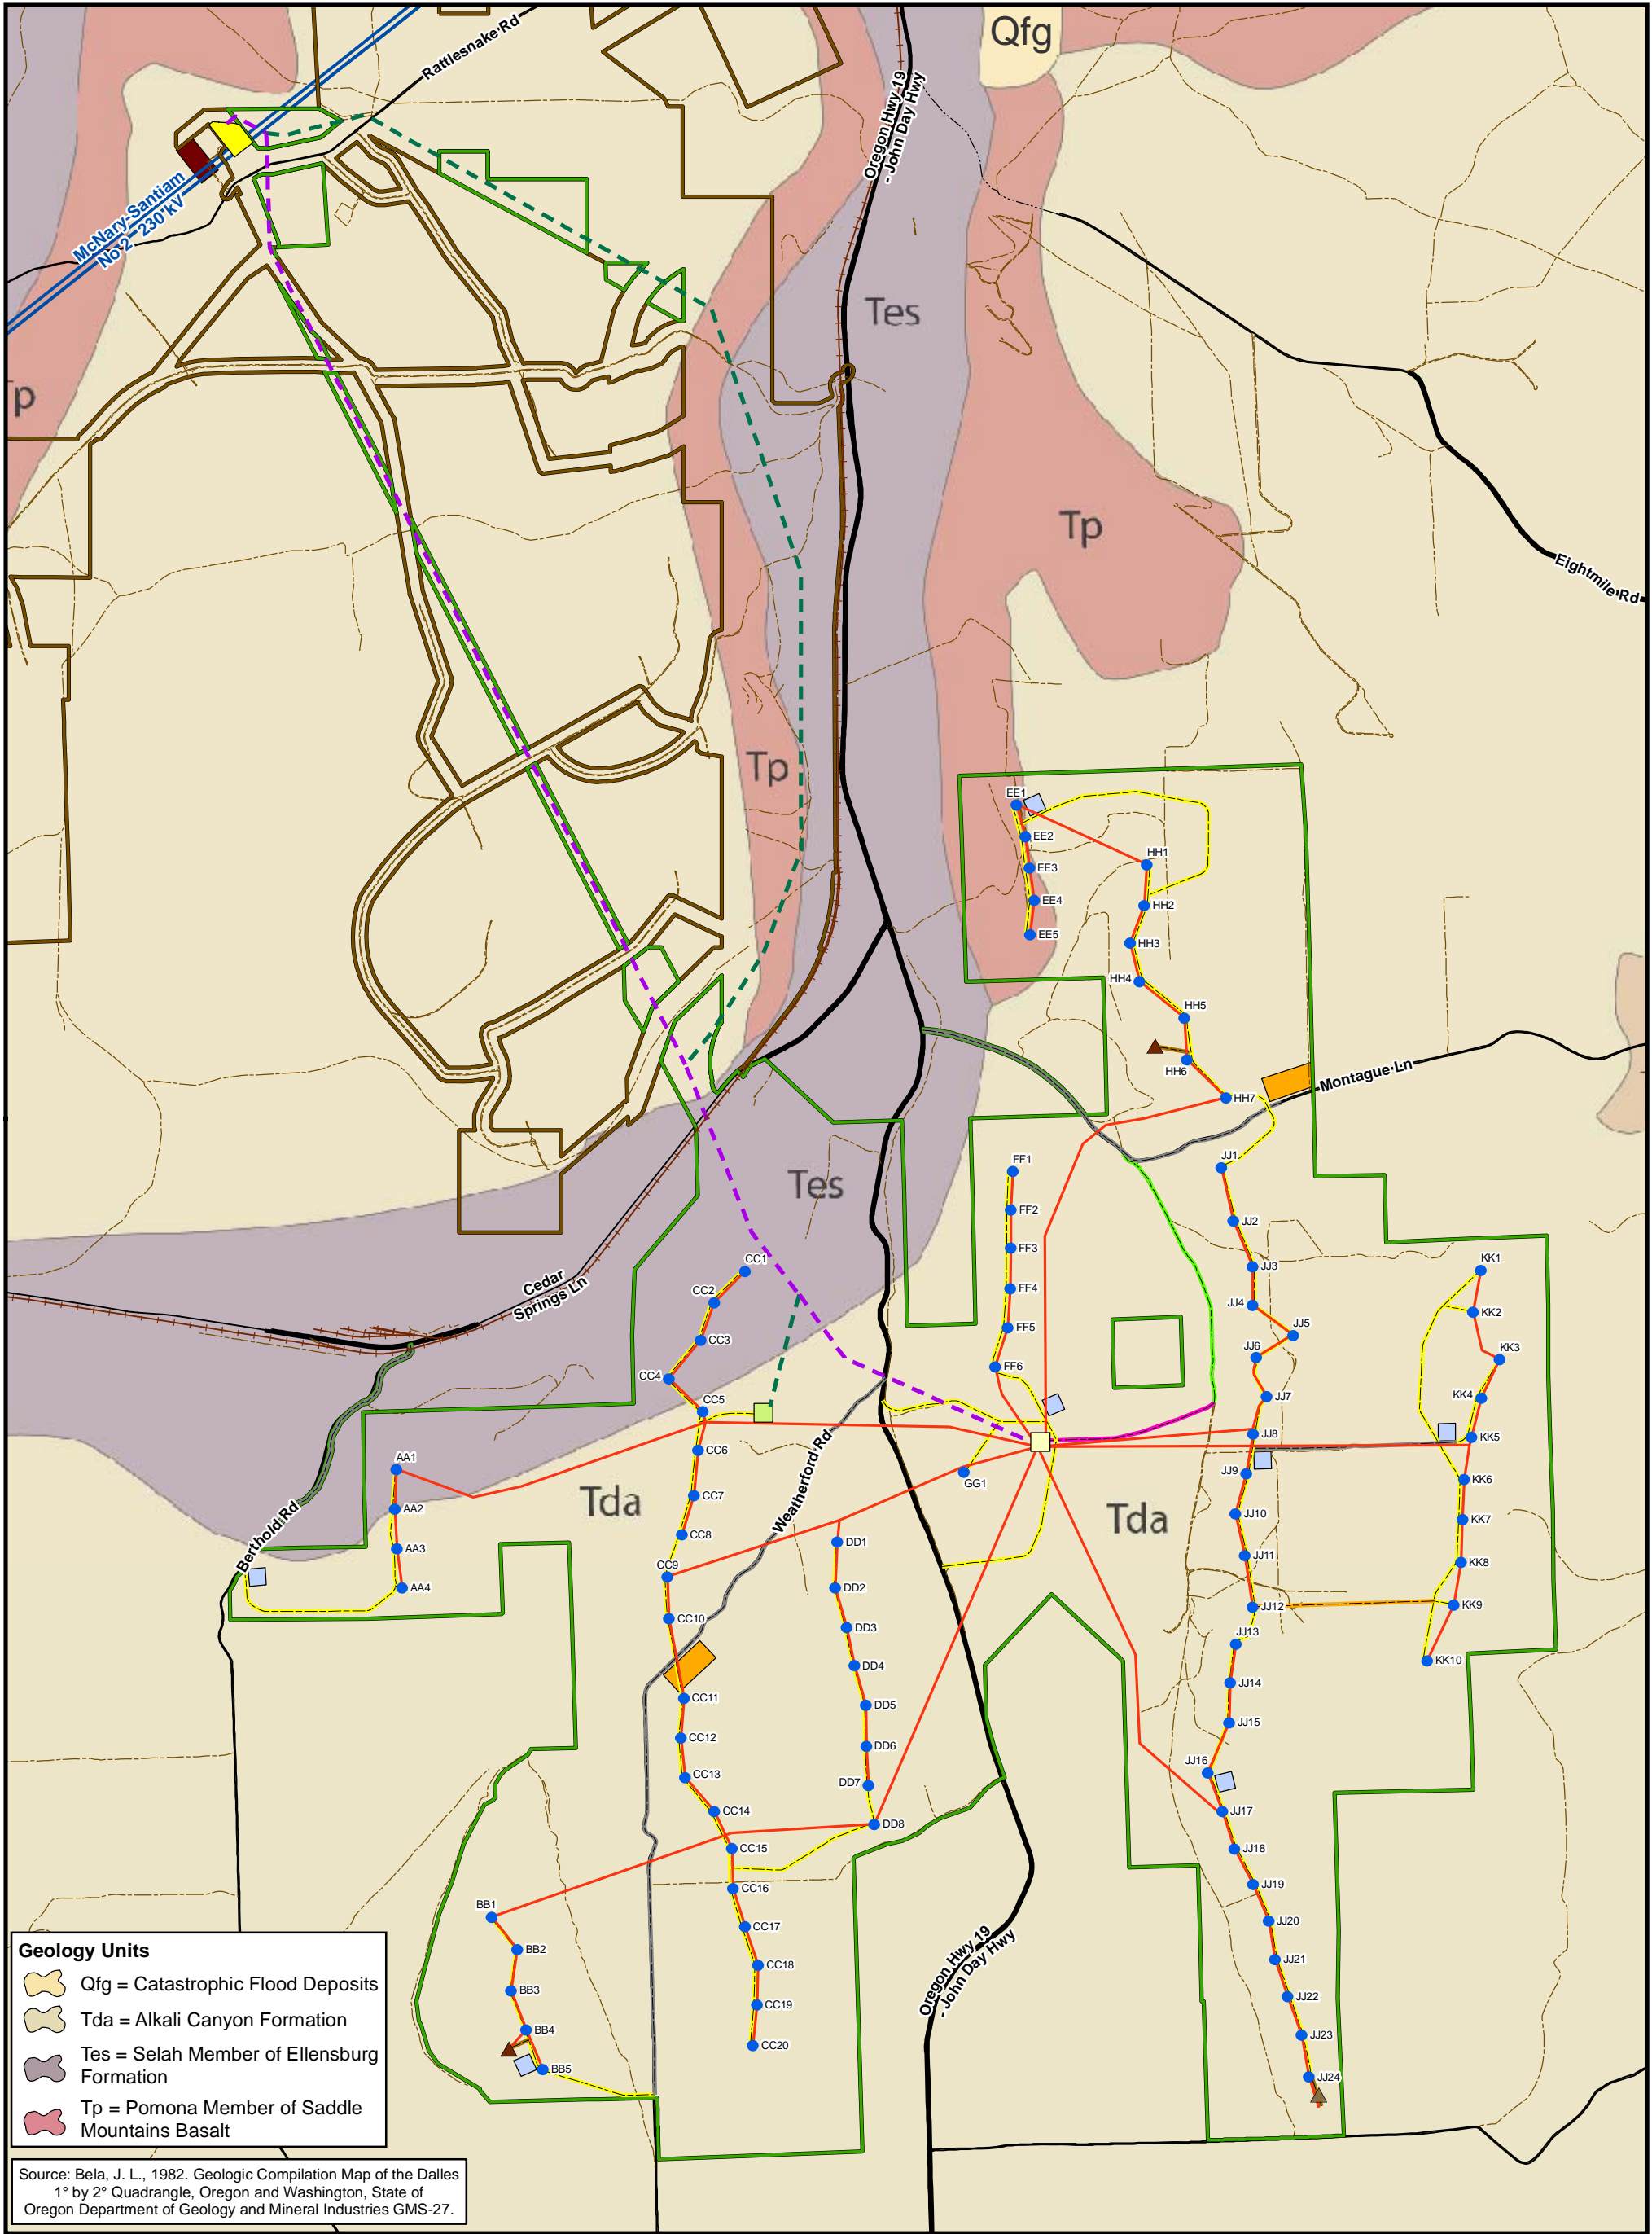 Qfg
Rattlesnake Rd
Oregon Hwy 19
- John Day Hwy
McNary-Santiam
No 2 230 kV
Tes
Tp
Tp
Eightmile Rd
Tp
EE1
EE2
HH1
EE3
EE4
HH2
EE5
HH3
HH4
HH5
HH6
Montague Ln
HH7
FF1
JJ1
Tes
FF2
JJ2
FF3
CC1
JJ3
KK1
Cedar
Springs Ln
CC2
FF4
JJ4
KK2
CC3
FF5
JJ5
JJ6
KK3
CC4
FF6
CC5
JJ7
KK4
CC6
JJ8
KK5
AA1
GG1
JJ9
KK6
CC7
Tda
Weatherford Rd
Tda
AA2
JJ10
KK7
CC8
DD1
Berthold Rd
AA3
JJ11
KK8
CC9
AA4
DD2
JJ12
KK9
CC10
DD3
JJ13
DD4
KK10
JJ14
CC11
DD5
JJ15
CC12
DD6
CC13
DD7
JJ16
CC14
DD8
JJ17
CC15
JJ18
CC16
JJ19
BB1
CC17
JJ20
BB2
CC18
JJ21
Oregon Hwy 19
- John Day Hwy
BB3
CC19
JJ22
BB4
CC20
JJ23
BB5
JJ24
Geology Units
Qfg = Catastrophic Flood Deposits
Tda = Alkali Canyon Formation
Tes = Selah Member of Ellensburg
Formation
Tp = Pomona Member of Saddle
Mountains Basalt
Source: Bela, J. L., 1982. Geologic Compilation Map of the Dalles
1° by 2° Quadrangle, Oregon and Washington, State of
Oregon Department of Geology and Mineral Industries GMS-27.